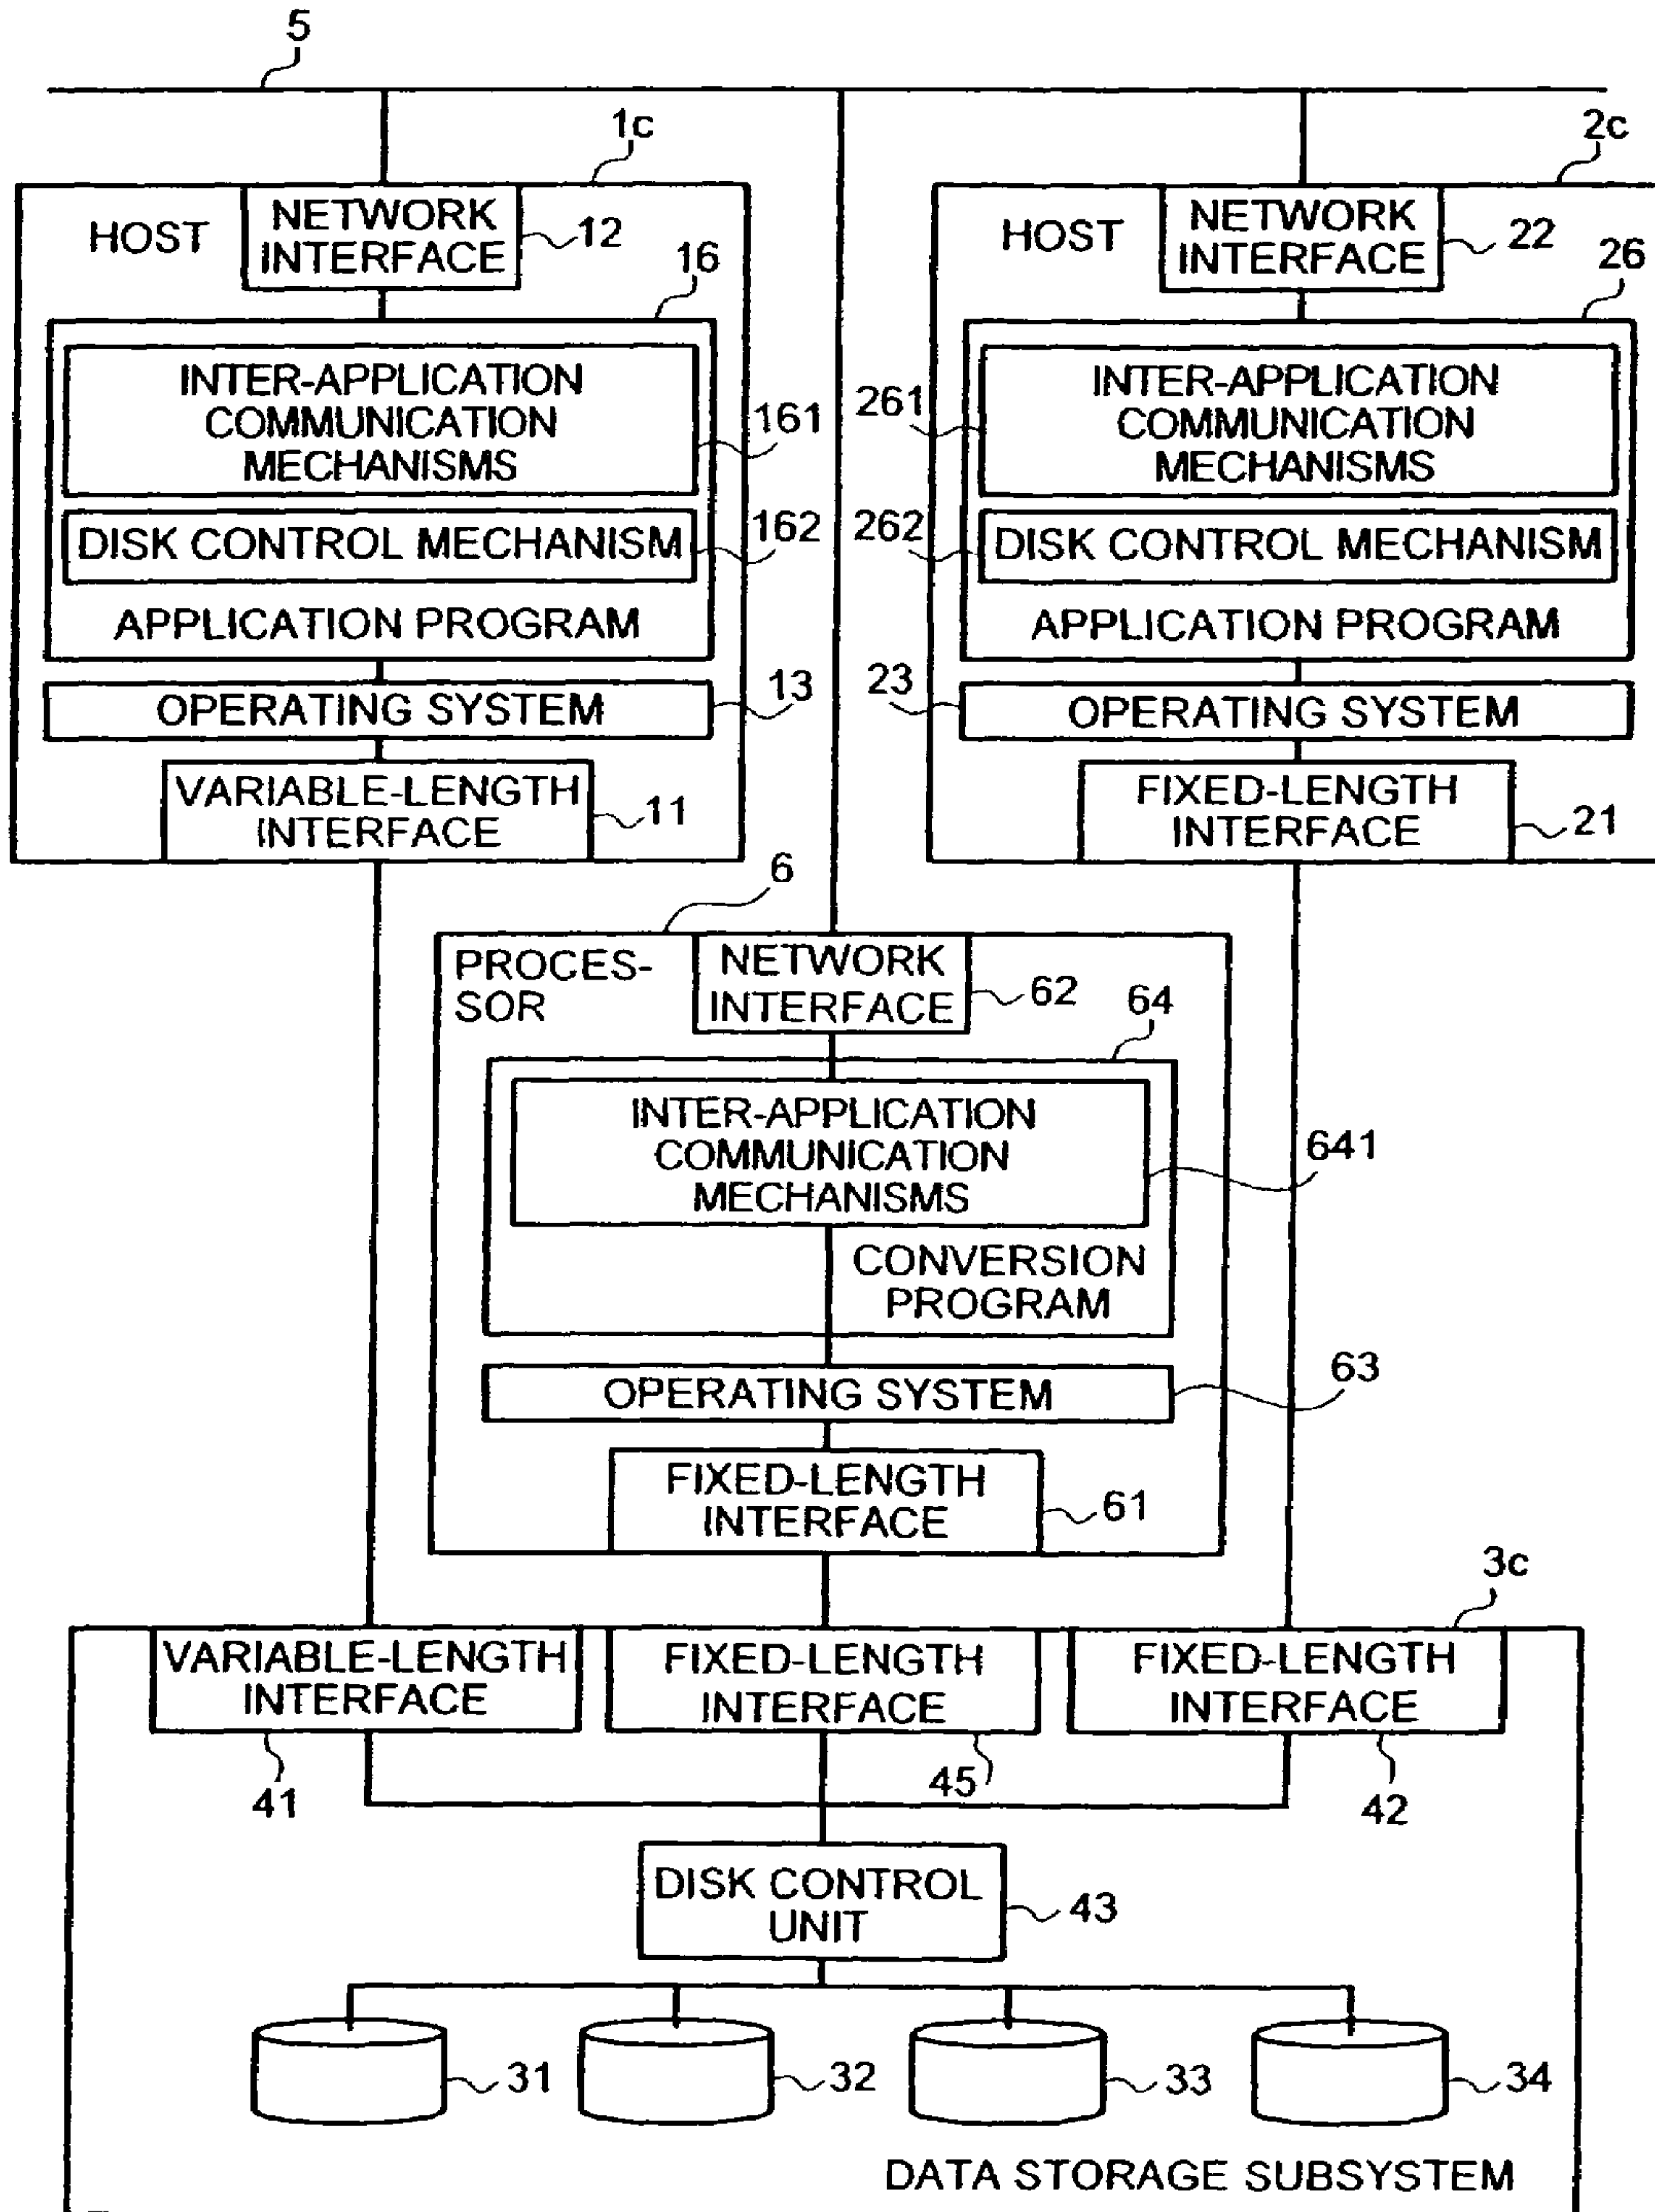 5
1c
2c
HOST
NETWORK
INTERFACE
12
16
HOST
NETWORK
INTERFACE
22
26
INTER-APPLICATION
COMMUNICATION
MECHANISMS
161
261
INTER-APPLICATION
COMMUNICATION
MECHANISMS
DISK CONTROL MECHANISM
162
262
DISK CONTROL MECHANISM
APPLICATION PROGRAM
APPLICATION PROGRAM
OPERATING SYSTEM
13
23
OPERATING SYSTEM
VARIABLE-LENGTH
INTERFACE
11
FIXED-LENGTH
INTERFACE
21
6
PROCES-
SOR
NETWORK
INTERFACE
62
64
INTER-APPLICATION
COMMUNICATION
MECHANISMS
641
CONVERSION
PROGRAM
OPERATING SYSTEM
63
FIXED-LENGTH
INTERFACE
61
3c
VARIABLE-LENGTH
INTERFACE
FIXED-LENGTH
INTERFACE
FIXED-LENGTH
INTERFACE
41
45
42
DISK CONTROL
UNIT
43
31
32
33
34
DATA STORAGE SUBSYSTEM